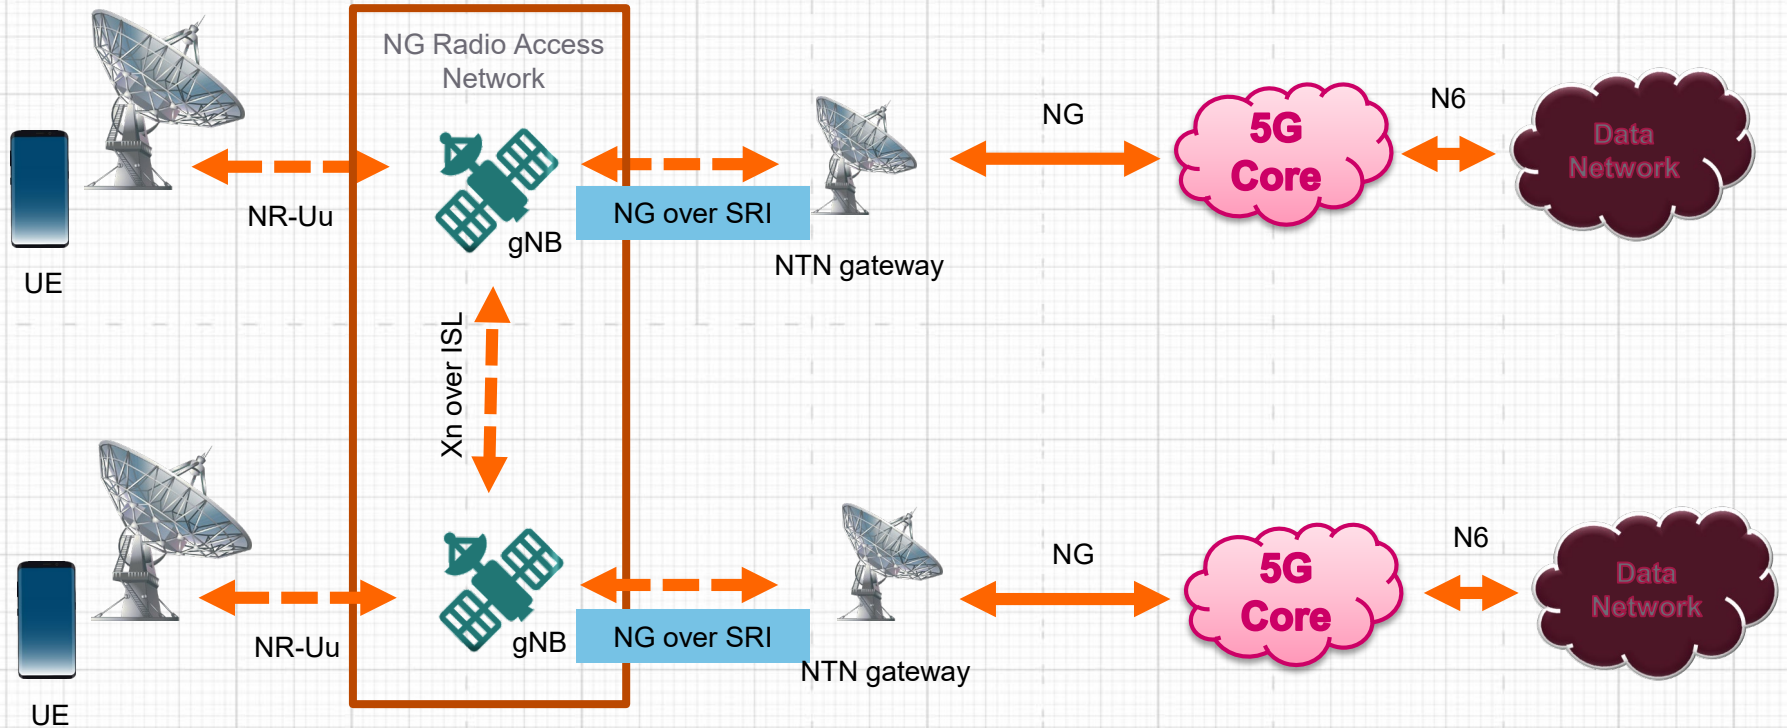 NG Radio Access
Network
NR-Uu
UE
gNB
NG over SRI
NTN gateway
NG
5G
Core
N6
Data
Network
Xn over ISL
NR-Uu
UE
gNB
NG over SRI
NTN gateway
NG
5G
Core
N6
Data
Network